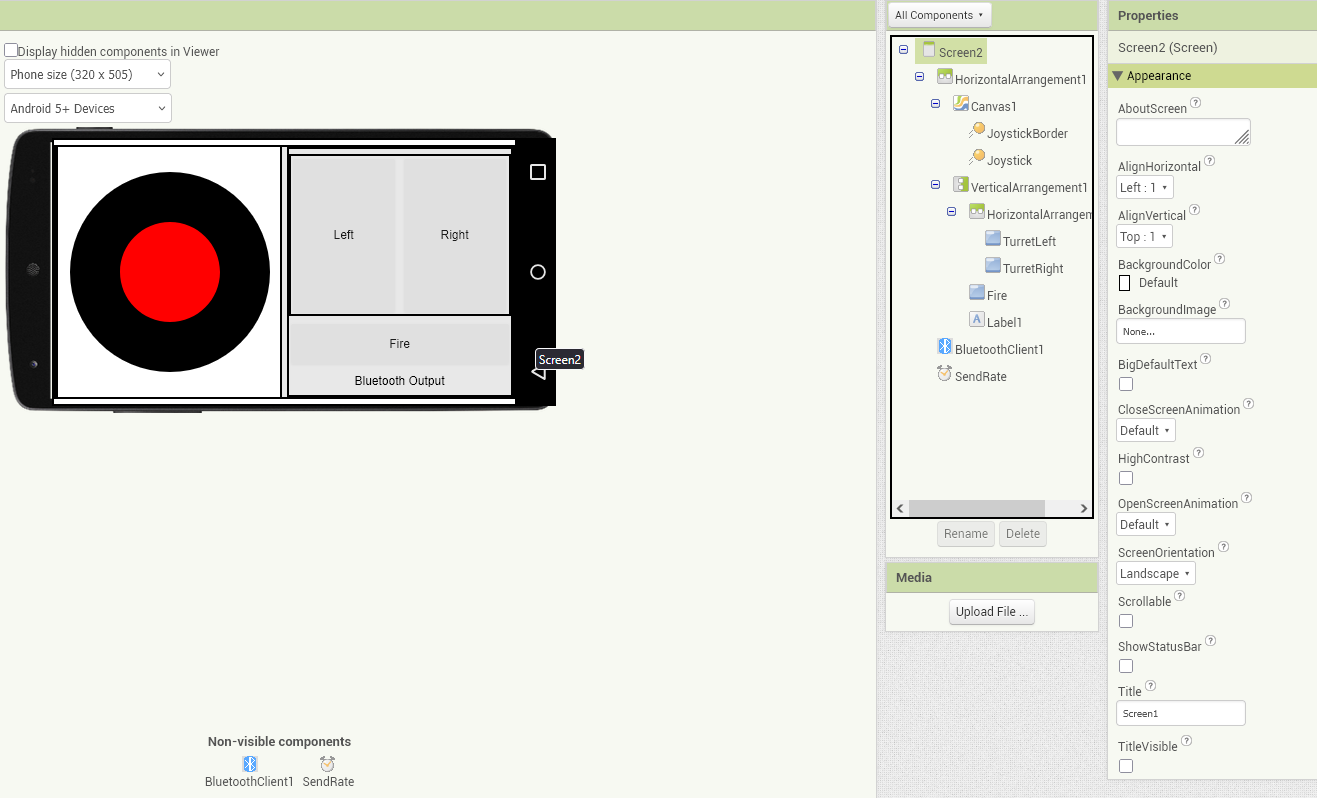 Display hidden components in Viewer
Phone size (320 x 505)
Android 5+ Devices
Left
Right
Fire
Bluetooth Output
Screen2
Non-visible components
BluetoothClient1
SendRate
All Components
Screen2
HorizontalArrangement1
Canvas1
JoystickBorder
Joystick
VerticalArrangement1
HorizontalArrangem
TurretLeft
TurretRight
Fire
A Label1
BluetoothClient1
SendRate
Rename
Delete
Media
Upload File ...
Properties
Screen2 (Screen)
Appearance
AboutScreen ?
AlignHorizontal ?
Left : 1
AlignVertical ?
Top : 1
BackgroundColor ?
Default
BackgroundImage ?
None...
BigDefaultText ?
CloseScreenAnimation ?
Default
HighContrast ?
OpenScreenAnimation ?
Default
ScreenOrientation ?
Landscape
Scrollable ?
ShowStatusBar ?
Title ?
Screen1
TitleVisible ?